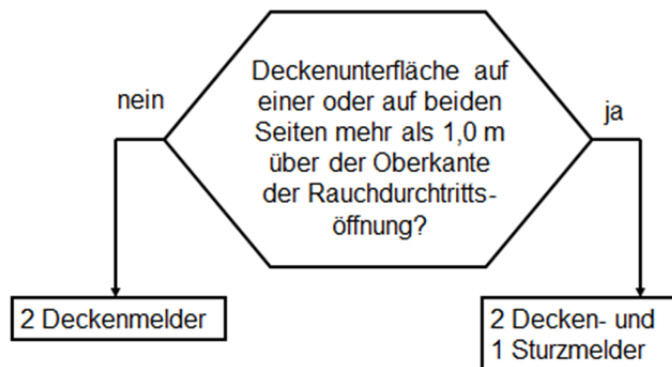 Deckenunterfläche auf
einer oder auf beiden
Seiten mehr als 1,0 m
über der Oberkante
der Rauchdurchtritts-
öffnung?
nein
ja
2 Deckenmelder
2 Decken- und
1 Sturzmelder